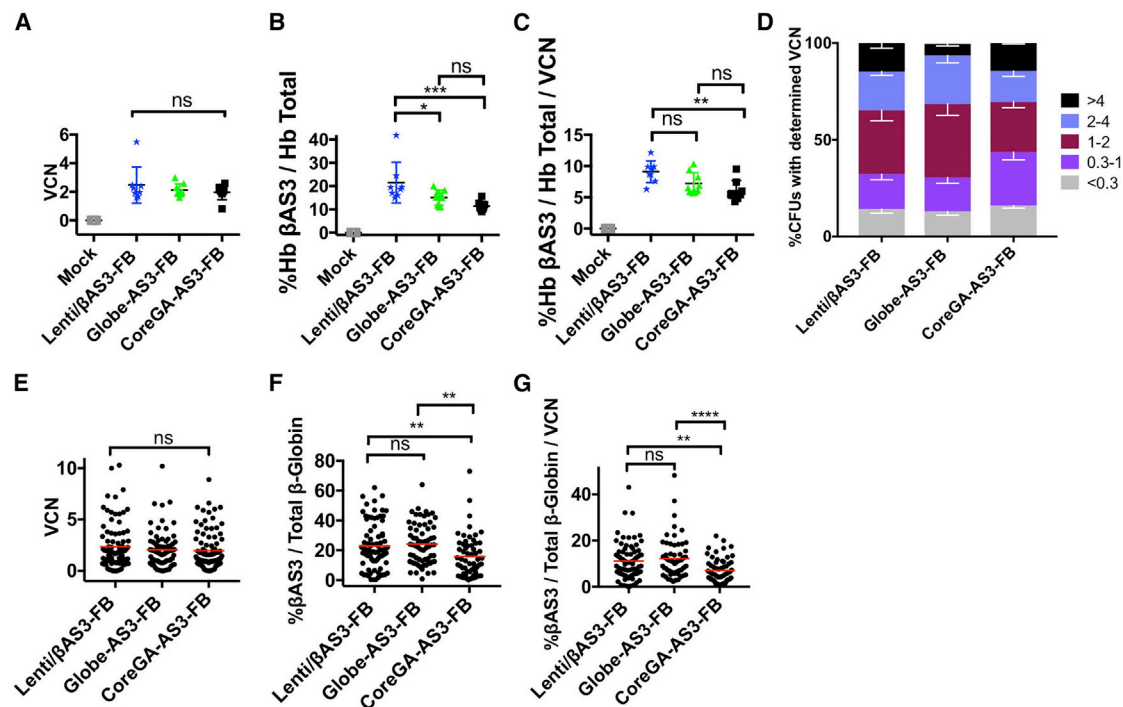 A
VCN
6
4
2
0
ns
Mock
Lenti/βAS3-FB
Globe-AS3-FB
CoreGA-AS3-FB
B
%Hb βAS3 / Hb Total
40
30
20
10
0
ns
***
*
Mock
Lenti/βAS3-FB
Globe-AS3-FB
CoreGA-AS3-FB
C
%Hb βAS3 / Hb Total / VCN
15
10
5
0
ns
**
ns
Mock
Lenti/βAS3-FB
Globe-AS3-FB
CoreGA-AS3-FB
D
%CFUs with determined VCN
100
50
0
Lenti/βAS3-FB
Globe-AS3-FB
CoreGA-AS3-FB
>4
2-4
1-2
0.3-1
<0.3
E
VCN
10
5
0
ns
Lenti/βAS3-FB
Globe-AS3-FB
CoreGA-AS3-FB
F
%βAS3 / Total β-Globin
80
60
40
20
0
**
**
ns
Lenti/βAS3-FB
Globe-AS3-FB
CoreGA-AS3-FB
G
%βAS3 / Total β-Globin / VCN
40
20
0
****
**
ns
Lenti/βAS3-FB
Globe-AS3-FB
CoreGA-AS3-FB